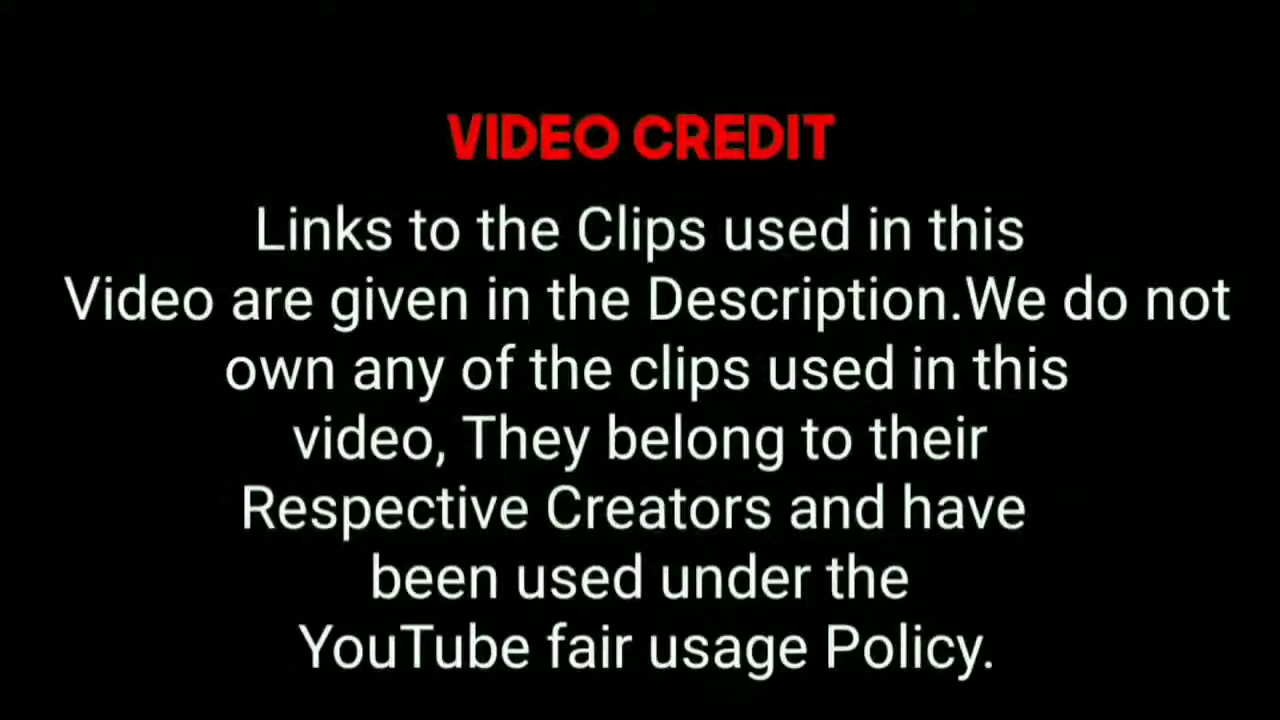 VIDEO CREDIT
Links to the Clips used in this
Video are given in the Description.We do not
own any of the clips used in this
video, They belong to their
Respective Creators and have
been used under the
YouTube fair usage Policy.